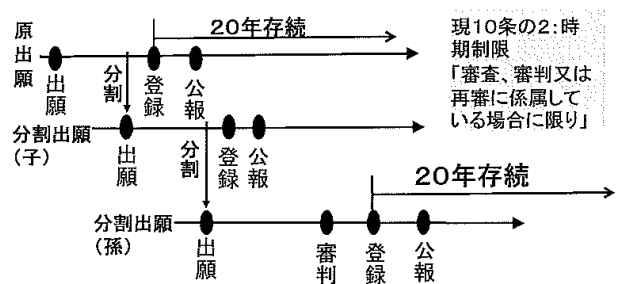 原出願
20年存続
出願
分割
登録
公報
現10条の2:時
期制限
「審査、審判又は
再審に係属して
いる場合に限り」
分割出願
(子)
出願
分割
登録
公報
20年存続
分割出願
(孫)
出願
審判
登録
公報